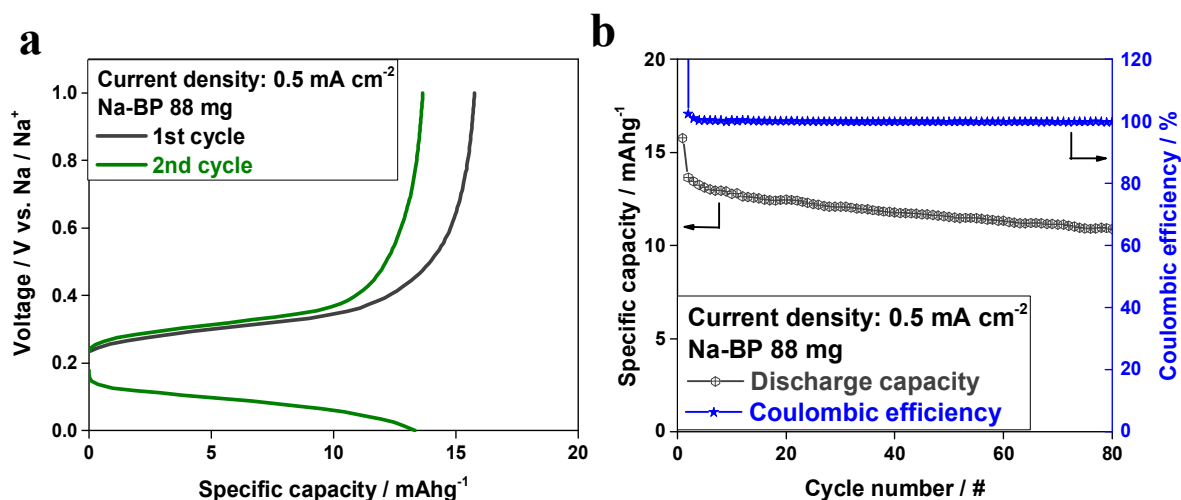 a
Current density: 0.5 mA cm⁻²
Na-BP 88 mg
1st cycle
2nd cycle
Voltage / V vs. Na / Na⁺
1.0
0.8
0.6
0.4
0.2
0.0
0 5 10 15 20
Specific capacity / mAhg⁻¹
b
Specific capacity / mAhg⁻¹
20
15
10
5
0
Current density: 0.5 mA cm⁻²
Na-BP 88 mg
Discharge capacity
Coulombic efficiency
120
100
80
60
40
20
0
Coulombic efficiency / %
0 20 40 60 80
Cycle number / #